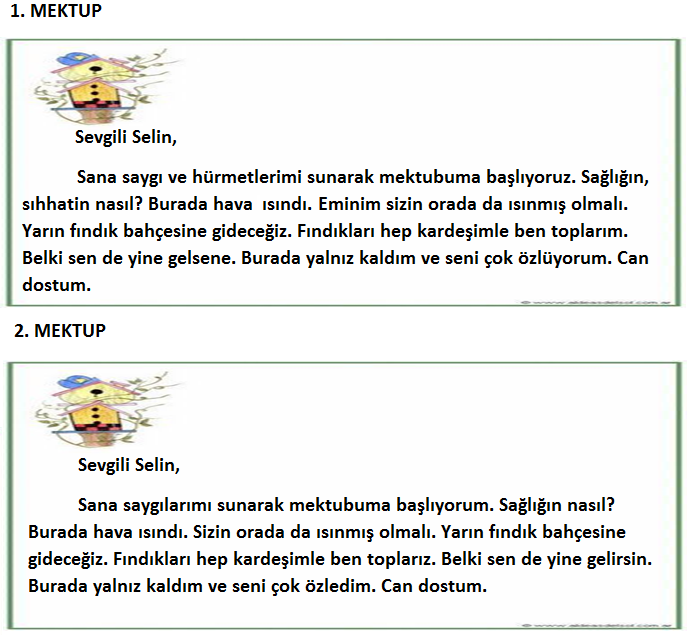 1. MEKTUP
Sevgili Selin,
Sana saygı ve hürmetlerimi sunarak mektubuma başlıyoruz. Sağlığın,
sıhhatin nasıl? Burada hava ısındı. Eminim sizin orada da ısınmış olmalı.
Yarın fındık bahçesine gideceğiz. Fındıkları hep kardeşimle ben toplarım.
Belki sen de yine gelsene. Burada yalnız kaldım ve seni çok özlüyorum. Can
dostum.
2. MEKTUP
Sevgili Selin,
Sana saygılarımı sunarak mektubuma başlıyorum. Sağlığın nasıl?
Burada hava ısındı. Sizin orada da ısınmış olmalı. Yarın fındık bahçesine
gideceğiz. Fındıkları hep kardeşimle ben toplarız. Belki sen de yine gelirsin.
Burada yalnız kaldım ve seni çok özledim. Can dostum.